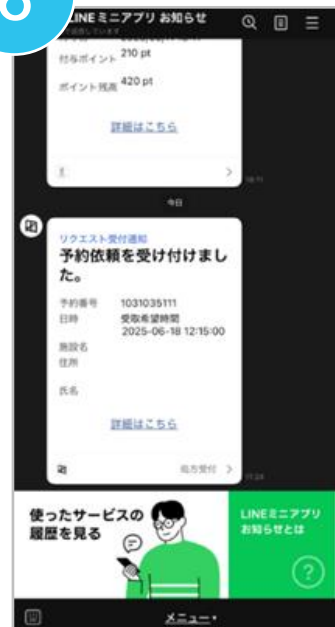 6
LINEミニアプリ お知らせ
付与ポイント 210 pt
ポイント残高 420 pt
詳細はこちら
今日
リクエスト受付通知
予約依頼を受け付けまし
た。
予約番号 1031035111
日時 受取希望時間
2025-06-18 12:15:00
施設名
住所
氏名
詳細はこちら
処方受付
使ったサービスの
履歴を見る
LINEミニアプリ
お知らせとは
?
メニュー